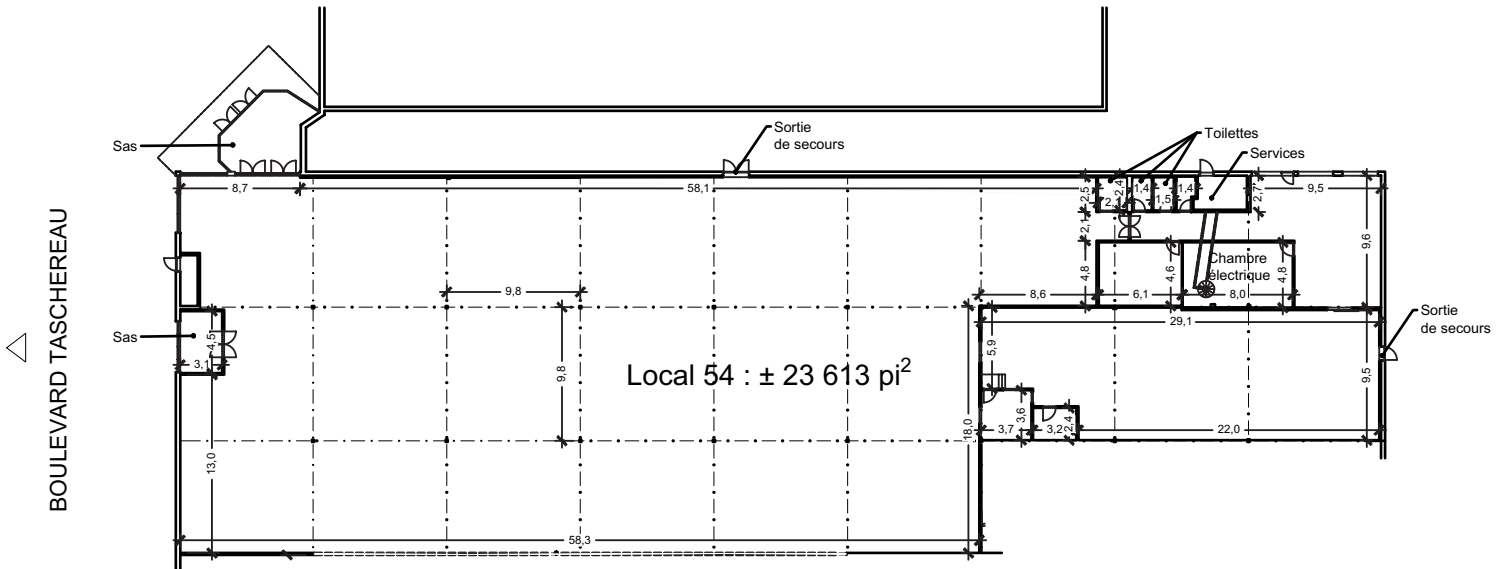 Sas
Sortie
de secours
Toilettes
Services
8,7
58,1
2,5
2,4
2,1
1,4
1,5
1,4
2,7
9,5
2,1
9,6
BOULEVARD TASCHEREAU
4,8
4,6
Chambre
électrique
4,8
9,8
8,6
6,1
8,0
Sas
4,5
3,1
29,1
Sortie
de secours
5,9
9,8
Local 54 : ± 23 613 pi²
9,5
3,6
2,4
18,0
3,7
3,2
22,0
13,0
58,3